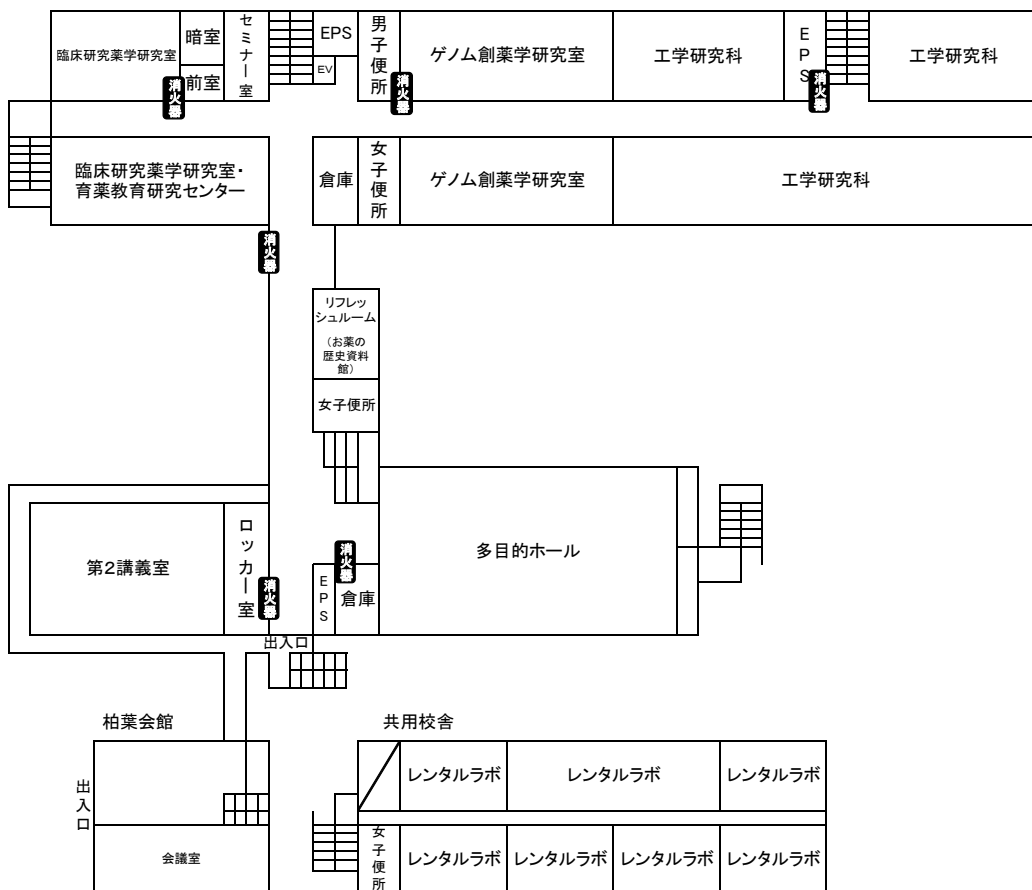 臨床研究薬学研究室
暗室
前室
セミナー室
EPS
EV
男子便所
ゲノム創薬学研究室
工学研究科
EPS
工学研究科
消火器
消火器
消火器
臨床研究薬学研究室・
育薬教育研究センター
倉庫
女子便所
ゲノム創薬学研究室
工学研究科
消火器
リフレッ
シュルーム
(お薬の
歴史資料
館)
女子便所
第2講義室
ロッカー室
消火器
消火器
EPS
倉庫
多目的ホール
出入口
柏葉会館
共用校舎
出入口
会議室
レンタルラボ
レンタルラボ
レンタルラボ
女子便所
レンタルラボ
レンタルラボ
レンタルラボ
レンタルラボ